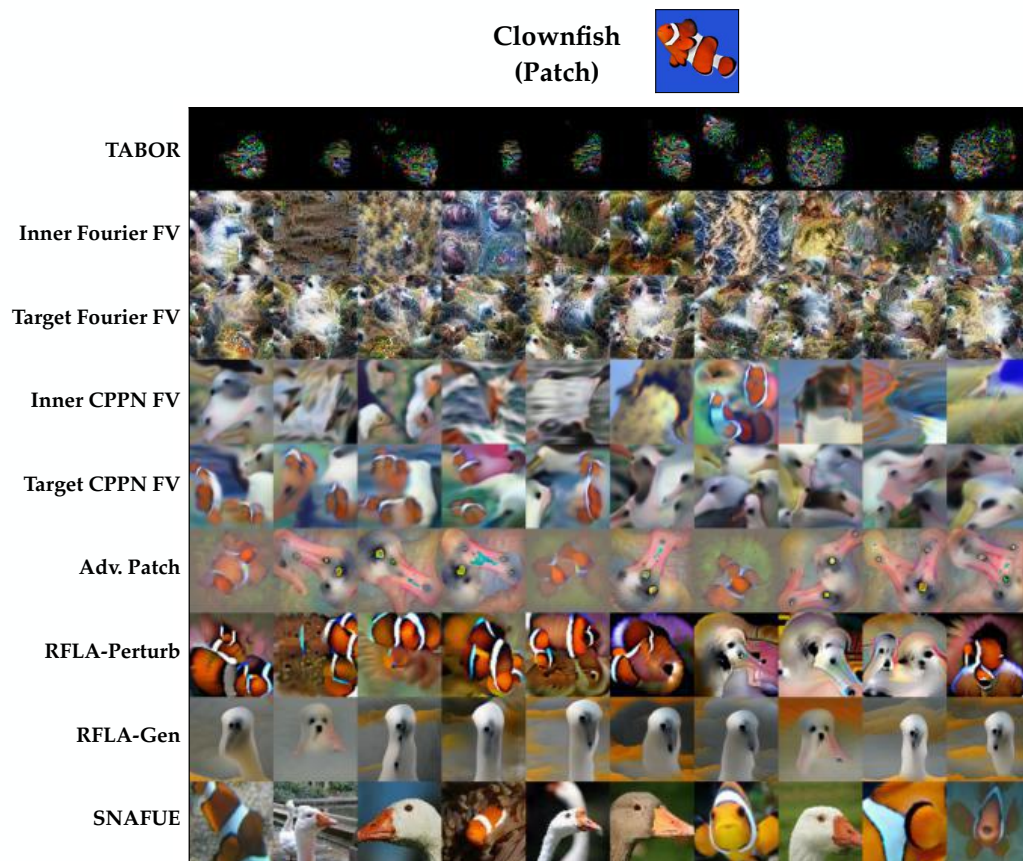 Clownfish
(Patch)
TABOR
Inner Fourier FV
Target Fourier FV
Inner CPPN FV
Target CPPN FV
Adv. Patch
RFLA-Perturb
RFLA-Gen
SNAFUE